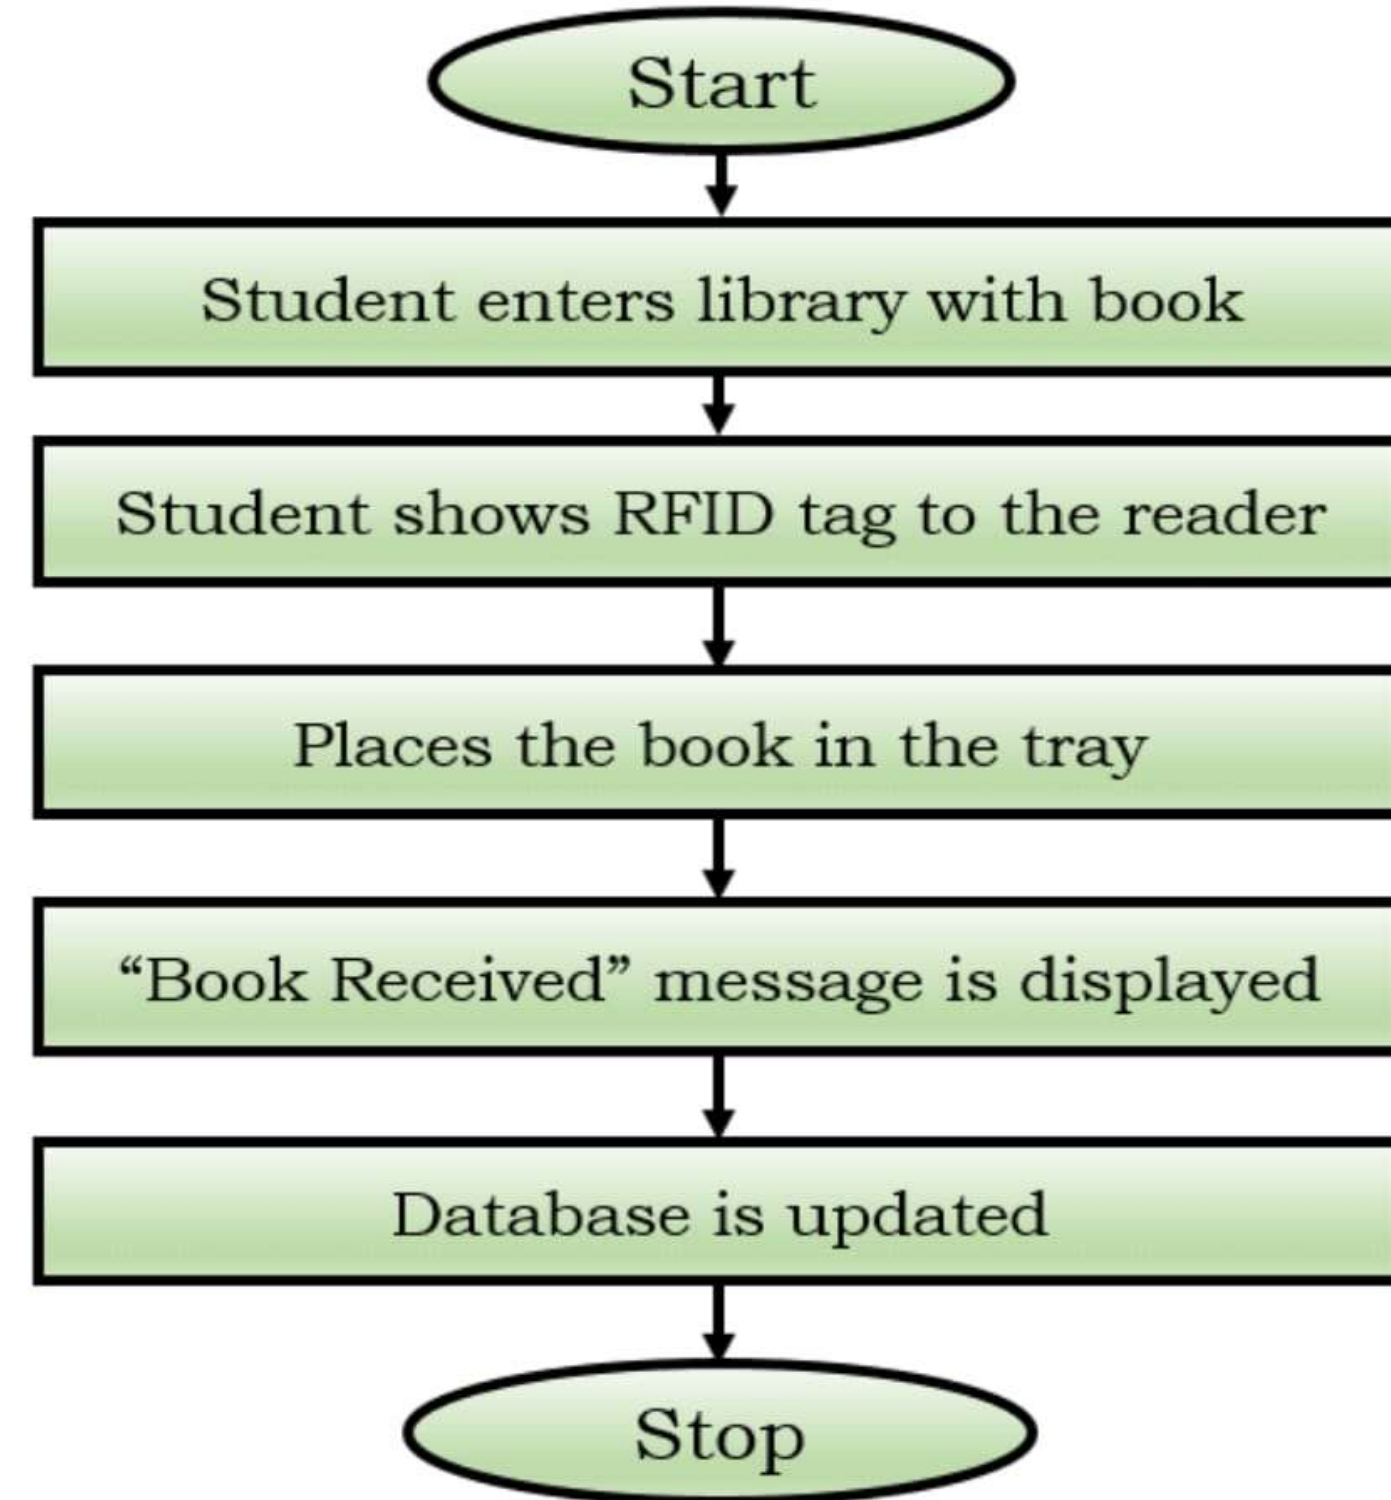 Start
Student enters library with book
Student shows RFID tag to the reader
Places the book in the tray
“Book Received” message is displayed
Database is updated
Stop